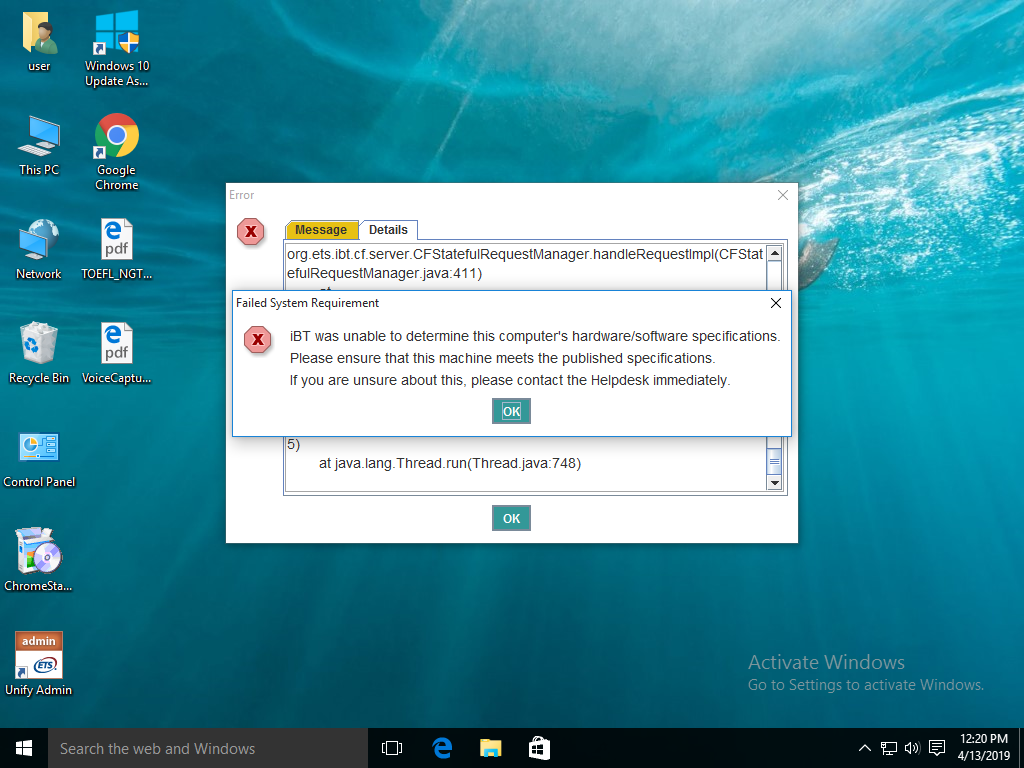 user
Windows 10
Update As...
This PC
Google
Chrome
Network
TOEFL_NGT...
pdf
Recycle Bin
VoiceCaptu...
pdf
Control Panel
ChromeSta...
admin
ETS
Unify Admin
Error
Message
Details
org.ets.ibt.cf.server.CFStatefulRequestManager.handleRequestImpl(CFStat
efulRequestManager.java:411)
Failed System Requirement
iBT was unable to determine this computer's hardware/software specifications.
Please ensure that this machine meets the published specifications.
If you are unsure about this, please contact the Helpdesk immediately.
OK
5)
at java.lang.Thread.run(Thread.java:748)
OK
Activate Windows
Go to Settings to activate Windows.
Search the web and Windows
12:20 PM
4/13/2019